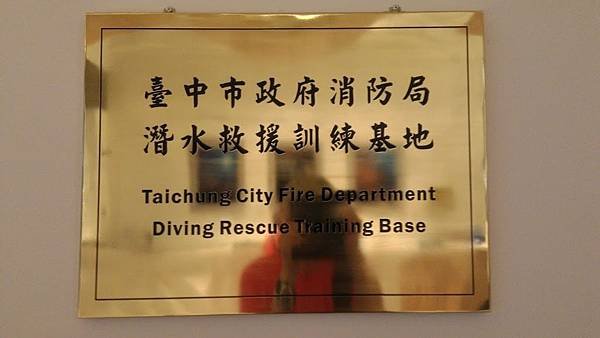 臺中市政府消防局
潛水救援訓練基地
Taichung City Fire Department
Diving Rescue Training Base